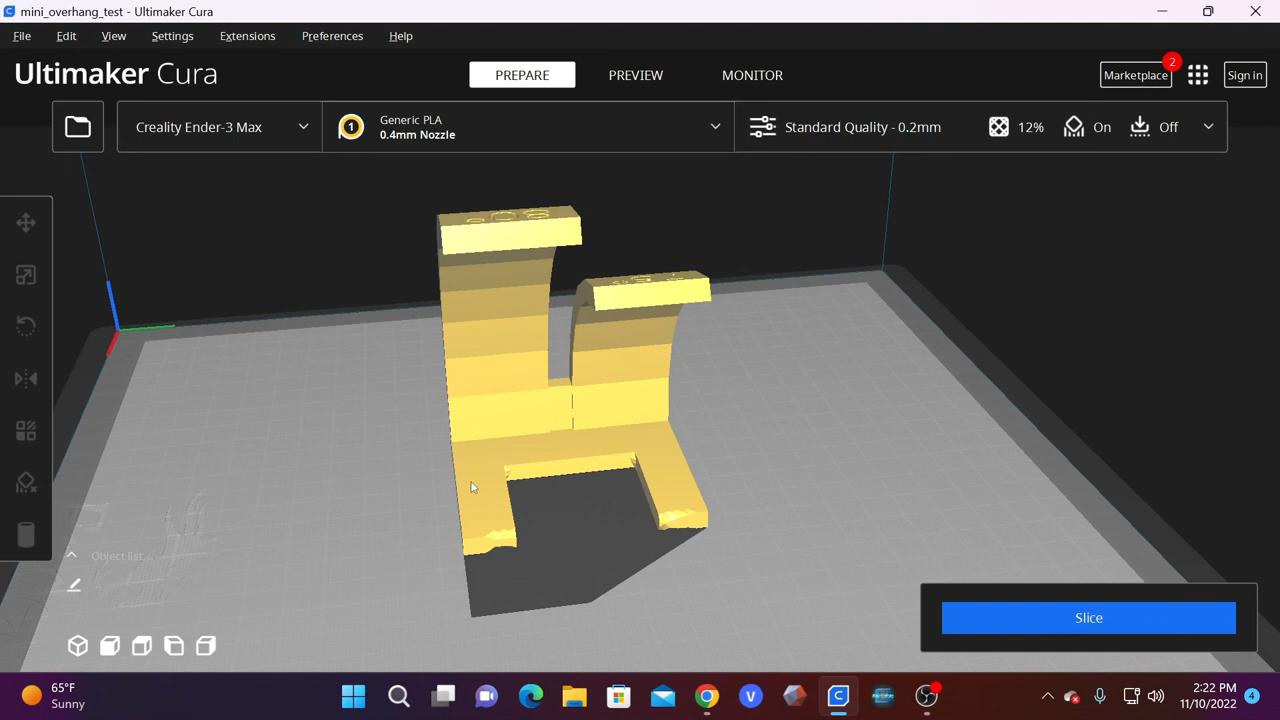 mini_overhang_test - Ultimaker Cura
File Edit View Settings Extensions Preferences Help
Ultimaker Cura
PREPARE PREVIEW MONITOR
Marketplace 2 Sign in
Creality Ender-3 Max
1 Generic PLA
0.4mm Nozzle
Standard Quality - 0.2mm 12% On Off
Object list
Slice
65°F
Sunny
2:22 PM
11/10/2022
4